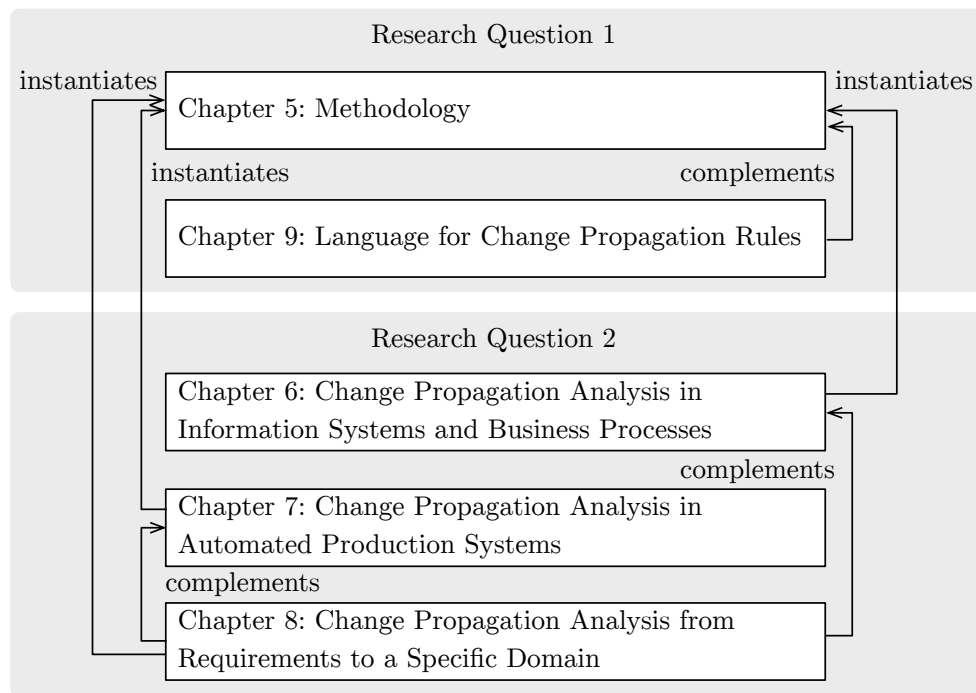 Research Question 1
instantiates
instantiates
Chapter 5: Methodology
instantiates
complements
Chapter 9: Language for Change Propagation Rules
Research Question 2
Chapter 6: Change Propagation Analysis in
Information Systems and Business Processes
complements
Chapter 7: Change Propagation Analysis in
Automated Production Systems
complements
Chapter 8: Change Propagation Analysis from
Requirements to a Specific Domain